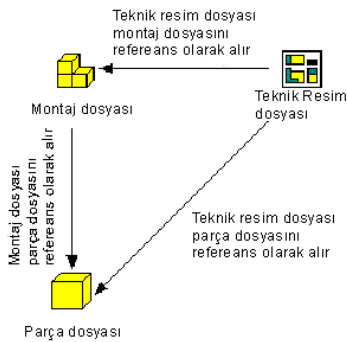 Teknik resim dosyası
montaj dosyasını
refereans olarak alır
Montaj dosyası
Teknik Resim
dosyası
Montaj dosyası
parça dosyasını
refereans olarak alır
Teknik resim dosyası
parça dosyasını
refereans olarak alır
Parça dosyası